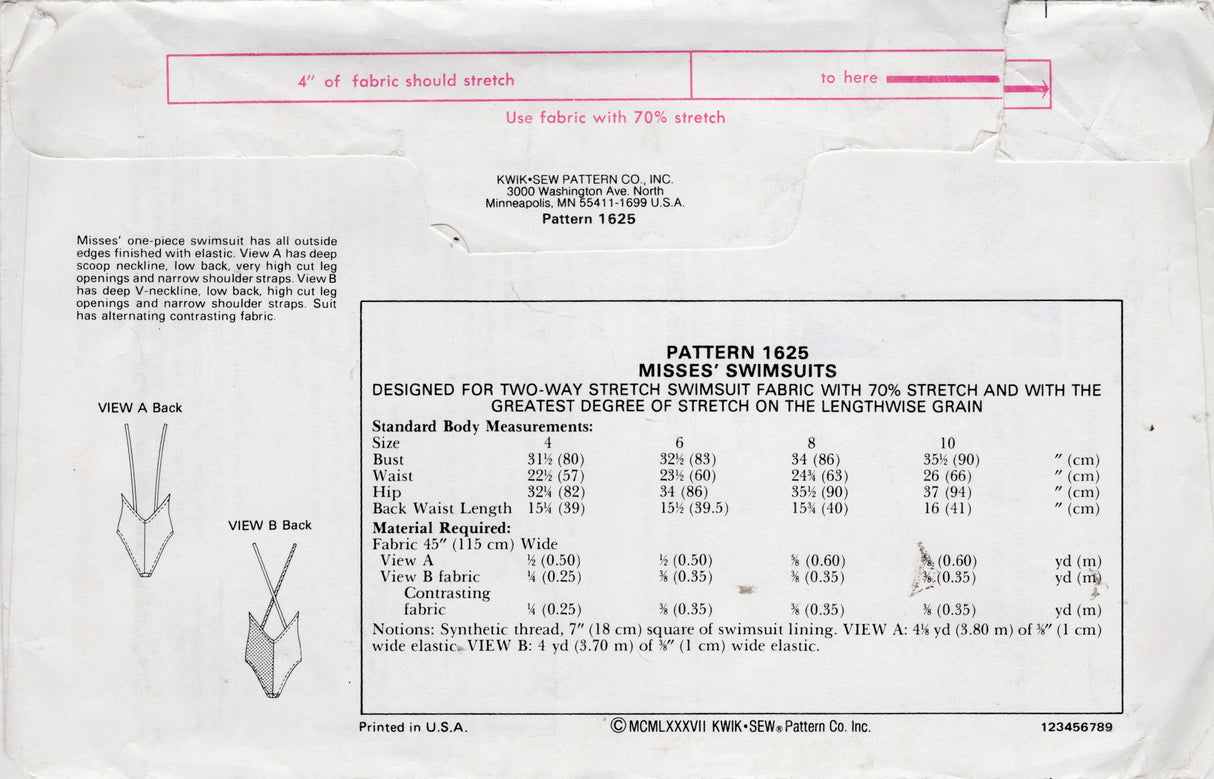 4" of fabric should stretch to here
Use fabric with 70% stretch
KWIK•SEW PATTERN CO., INC.
3000 Washington Ave. North
Minneapolis, MN 55411-1699 U.S.A.
Pattern 1625
Misses' one-piece swimsuit has all outside
edges finished with elastic. View A has deep
scoop neckline, low back, very high cut leg
openings and narrow shoulder straps. View B
has deep V-neckline, low back, high cut leg
openings and narrow shoulder straps. Suit
has alternating contrasting fabric.
VIEW A Back
VIEW B Back
PATTERN 1625
MISSES' SWIMSUITS
DESIGNED FOR TWO-WAY STRETCH SWIMSUIT FABRIC WITH 70% STRETCH AND WITH THE
GREATEST DEGREE OF STRETCH ON THE LENGTHWISE GRAIN
Standard Body Measurements:
Size 4 6 8 10
Bust 31½ (80) 32½ (83) 34 (86) 35½ (90) " (cm)
Waist 22½ (57) 23½ (60) 24¾ (63) 26 (66) " (cm)
Hip 32¼ (82) 34 (86) 35½ (90) 37 (94) " (cm)
Back Waist Length 15¼ (39) 15½ (39.5) 15¾ (40) 16 (41) " (cm)
Material Required:
Fabric 45" (115 cm) Wide
View A ½ (0.50) ½ (0.50) ⅝ (0.60) (0.60) yd (m)
View B fabric ¼ (0.25) ⅜ (0.35) ⅜ (0.35) ⅜ (0.35) yd (m)
Contrasting
fabric ¼ (0.25) ⅜ (0.35) ⅜ (0.35) ⅜ (0.35) yd (m)
Notions: Synthetic thread, 7" (18 cm) square of swimsuit lining. VIEW A: 4⅛ yd (3.80 m) of ⅜" (1 cm)
wide elastic. VIEW B: 4 yd (3.70 m) of ⅜" (1 cm) wide elastic.
Printed in U.S.A. © MCMLXXXVII KWIK•SEW® Pattern Co. Inc. 123456789